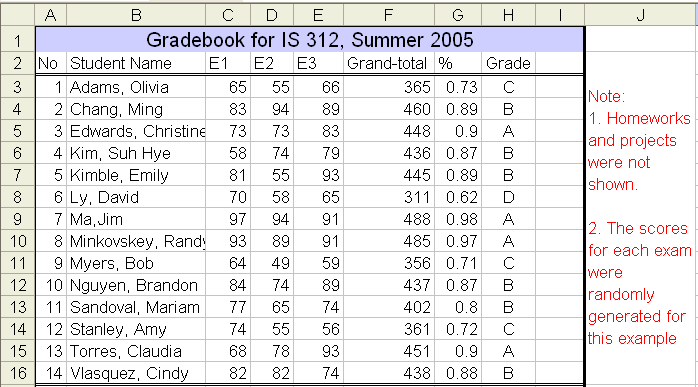 A B C D E F G H I J
1 Gradebook for IS 312, Summer 2005
2 No Student Name E1 E2 E3 Grand-total % Grade
3 1 Adams, Olivia 65 55 66 365 0.73 C
4 2 Chang, Ming 83 94 89 460 0.89 B
5 3 Edwards, Christine 73 73 83 448 0.9 A
6 4 Kim, Suh Hye 58 74 79 436 0.87 B
7 5 Kimble, Emily 81 55 93 445 0.89 B
8 6 Ly, David 70 58 65 311 0.62 D
9 7 Ma,Jim 97 94 91 488 0.98 A
10 8 Minkovskey, Randy 93 89 91 485 0.97 A
11 9 Myers, Bob 64 49 59 356 0.71 C
12 10 Nguyen, Brandon 84 74 89 437 0.87 B
13 11 Sandoval, Mariam 77 65 74 402 0.8 B
14 12 Stanley, Amy 74 55 56 361 0.72 C
15 13 Torres, Claudia 68 78 93 451 0.9 A
16 14 Vlasquez, Cindy 82 82 74 438 0.88 B
Note:
1. Homeworks
and projects
were not
shown.
2. The scores
for each exam
were
randomly
generated for
this example